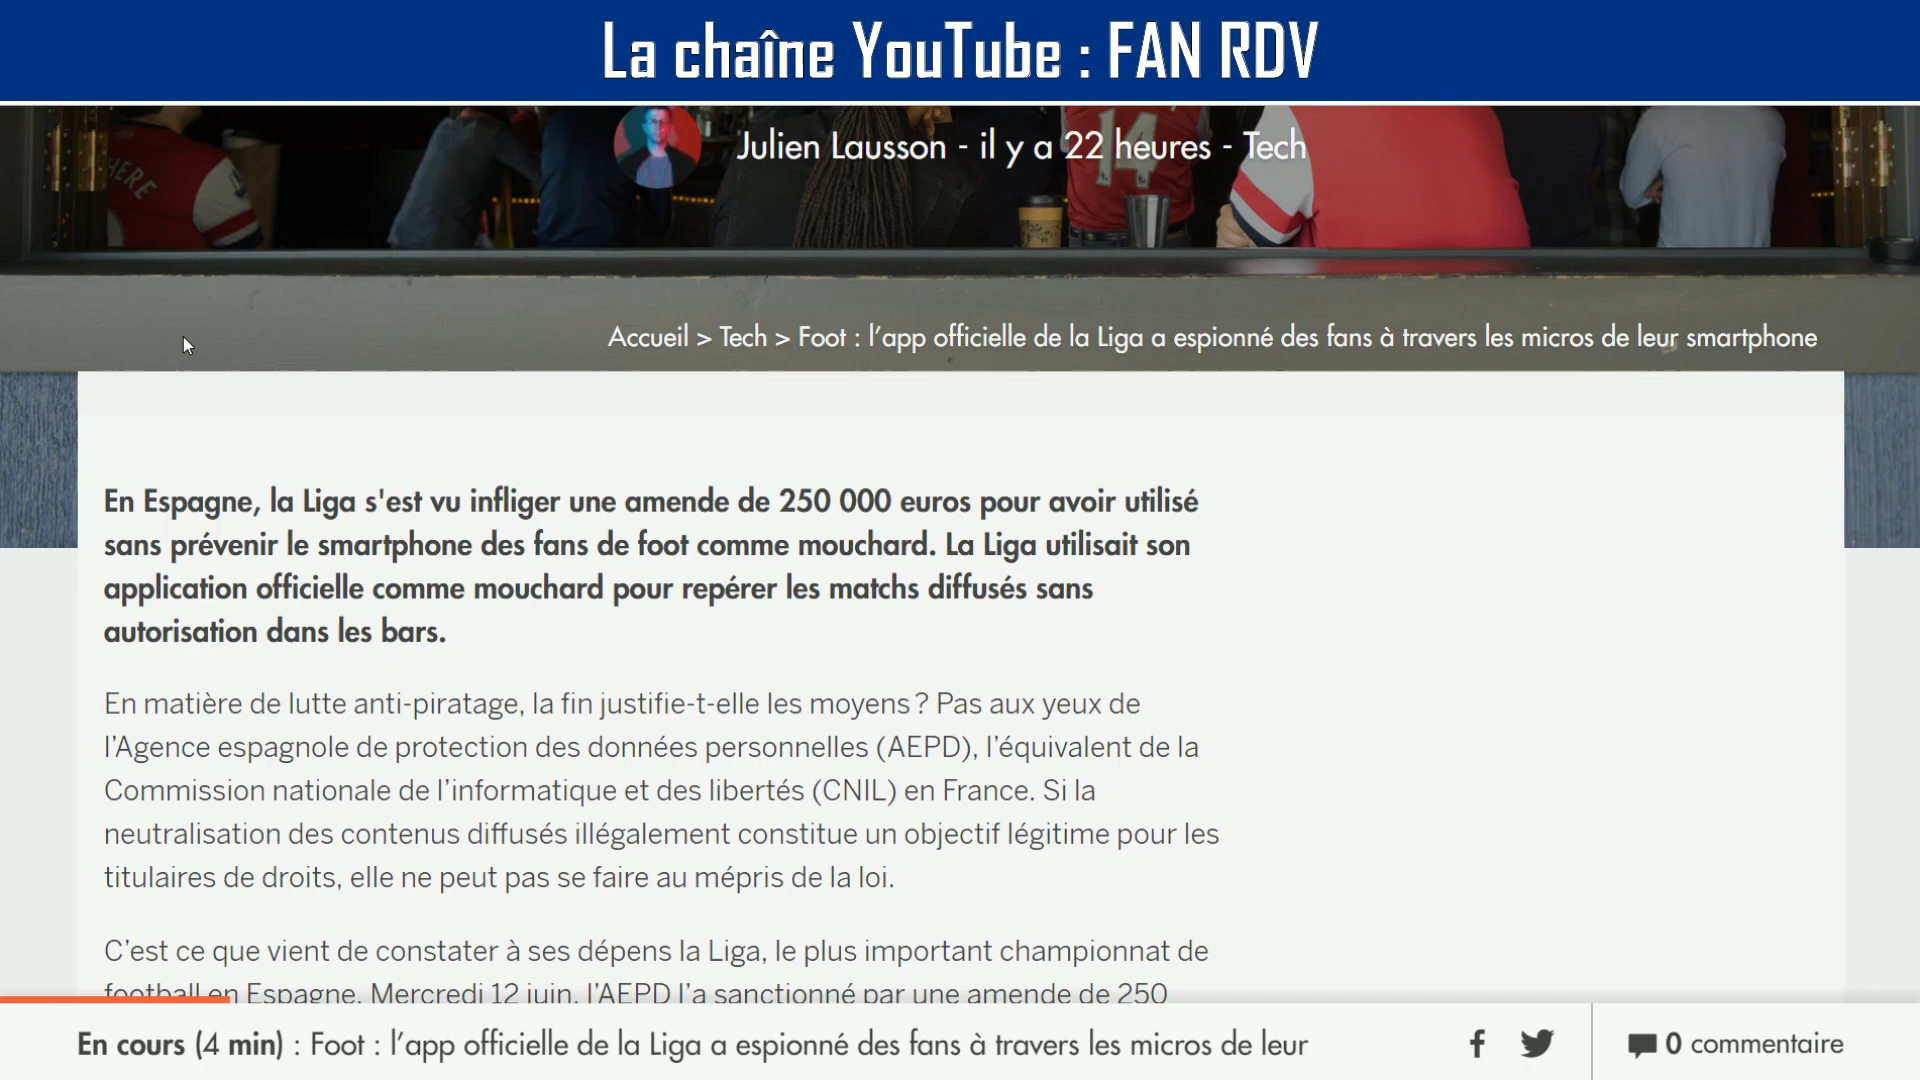 La chaîne YouTube : FAN RDV
HERE
14
Julien Lausson - il y a 22 heures - Tech
Accueil > Tech > Foot : l’app officielle de la Liga a espionné des fans à travers les micros de leur smartphone
En Espagne, la Liga s'est vu infliger une amende de 250 000 euros pour avoir utilisé
sans prévenir le smartphone des fans de foot comme mouchard. La Liga utilisait son
application officielle comme mouchard pour repérer les matchs diffusés sans
autorisation dans les bars.
En matière de lutte anti-piratage, la fin justifie-t-elle les moyens ? Pas aux yeux de
l’Agence espagnole de protection des données personnelles (AEPD), l’équivalent de la
Commission nationale de l’informatique et des libertés (CNIL) en France. Si la
neutralisation des contenus diffusés illégalement constitue un objectif légitime pour les
titulaires de droits, elle ne peut pas se faire au mépris de la loi.
C’est ce que vient de constater à ses dépens la Liga, le plus important championnat de
football en Espagne. Mercredi 12 juin, l’AEPD l’a sanctionné par une amende de 250
En cours (4 min) : Foot : l’app officielle de la Liga a espionné des fans à travers les micros de leur
0 commentaire